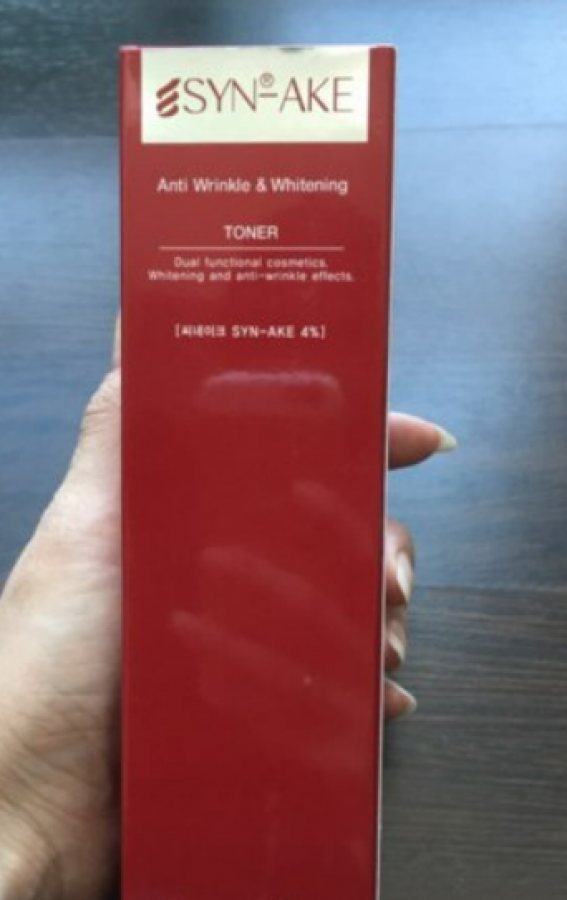 SYN®-AKE
Anti Wrinkle & Whitening
TONER
Dual functional cosmetics.
Whitening and anti-wrinkle effects.
[씨네이크 SYN-AKE 4%]